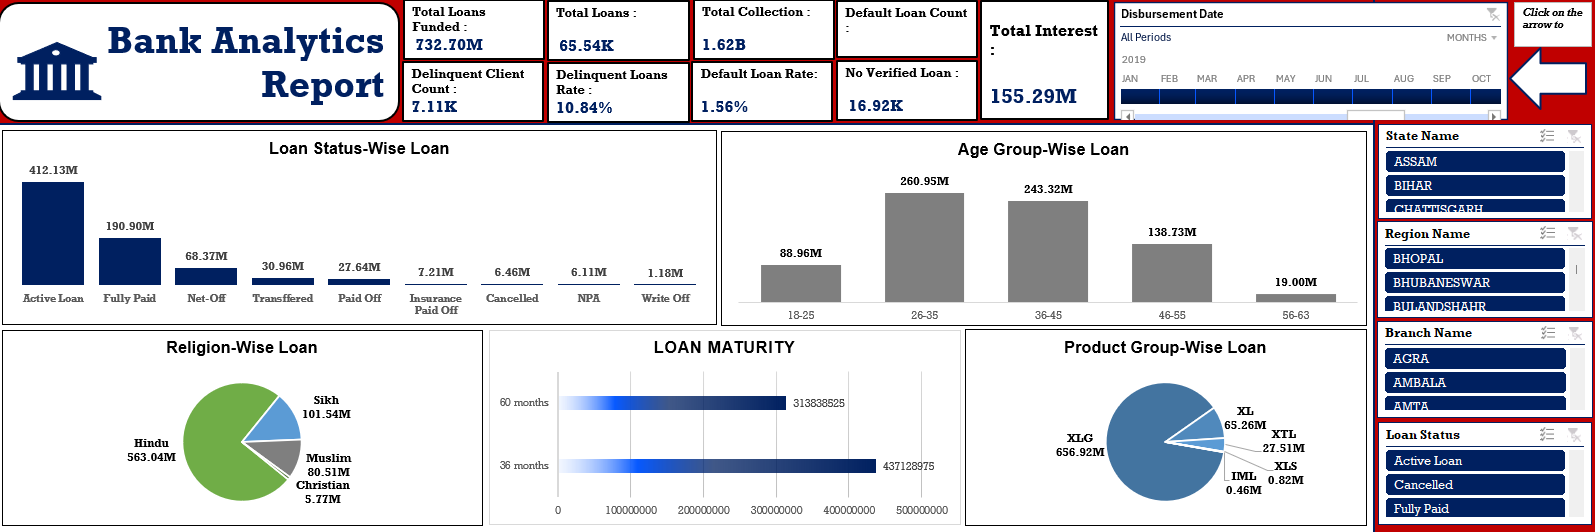 Bank Analytics
Report
Total Loans
Funded :
732.70M
Total Loans :
65.54K
Total Collection :
1.62B
Default Loan Count
:
Delinquent Client
Count :
7.11K
Delinquent Loans
Rate :
10.84%
Default Loan Rate:
1.56%
No Verified Loan :
16.92K
Total Interest
:
155.29M
Disbursement Date
All Periods
MONTHS
2019
JAN FEB MAR APR MAY JUN JUL AUG SEP OCT
Click on the
arrow to
Loan Status-Wise Loan
412.13M
190.90M
68.37M
30.96M
27.64M
7.21M
6.46M
6.11M
1.18M
Active Loan
Fully Paid
Net-Off
Transffered
Paid Off
Insurance
Paid Off
Cancelled
NPA
Write Off
Age Group-Wise Loan
88.96M
260.95M
243.32M
138.73M
19.00M
18-25
26-35
36-45
46-55
56-63
State Name
ASSAM
BIHAR
CHATTISGARH
Region Name
BHOPAL
BHUBANESWAR
BULANDSHAHR
Religion-Wise Loan
Sikh
101.54M
Hindu
563.04M
Muslim
80.51M
Christian
5.77M
LOAN MATURITY
60 months
313838525
36 months
437128975
0 100000000 200000000 300000000 400000000 500000000
Product Group-Wise Loan
XLG
656.92M
XL
65.26M
XTL
27.51M
XLS
0.82M
IML
0.46M
Branch Name
AGRA
AMBALA
AMTA
Loan Status
Active Loan
Cancelled
Fully Paid